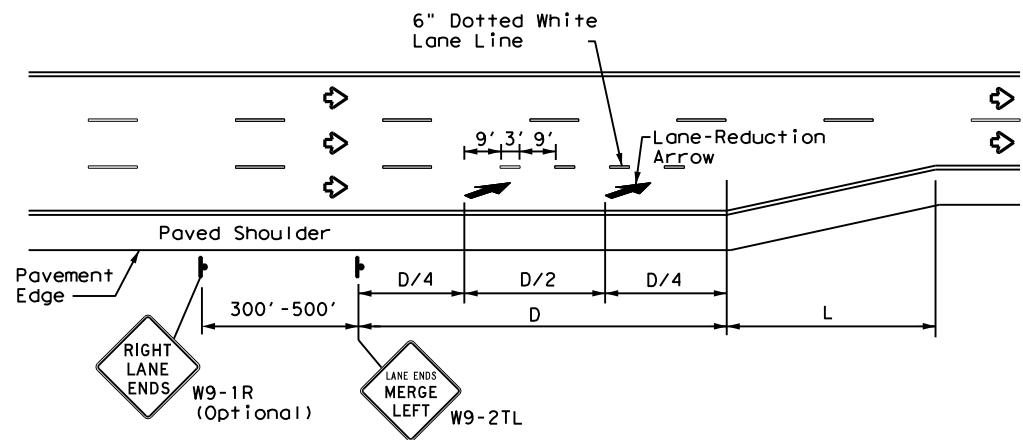 6" Dotted White
Lane Line
9' 3' 9'
Lane-Reduction
Arrow
Paved Shoulder
Pavement
Edge
D/4 D/2 D/4
300'-500' D L
RIGHT
LANE
ENDS
W9-1R
(Optional)
LANE ENDS
MERGE
LEFT
W9-2TL